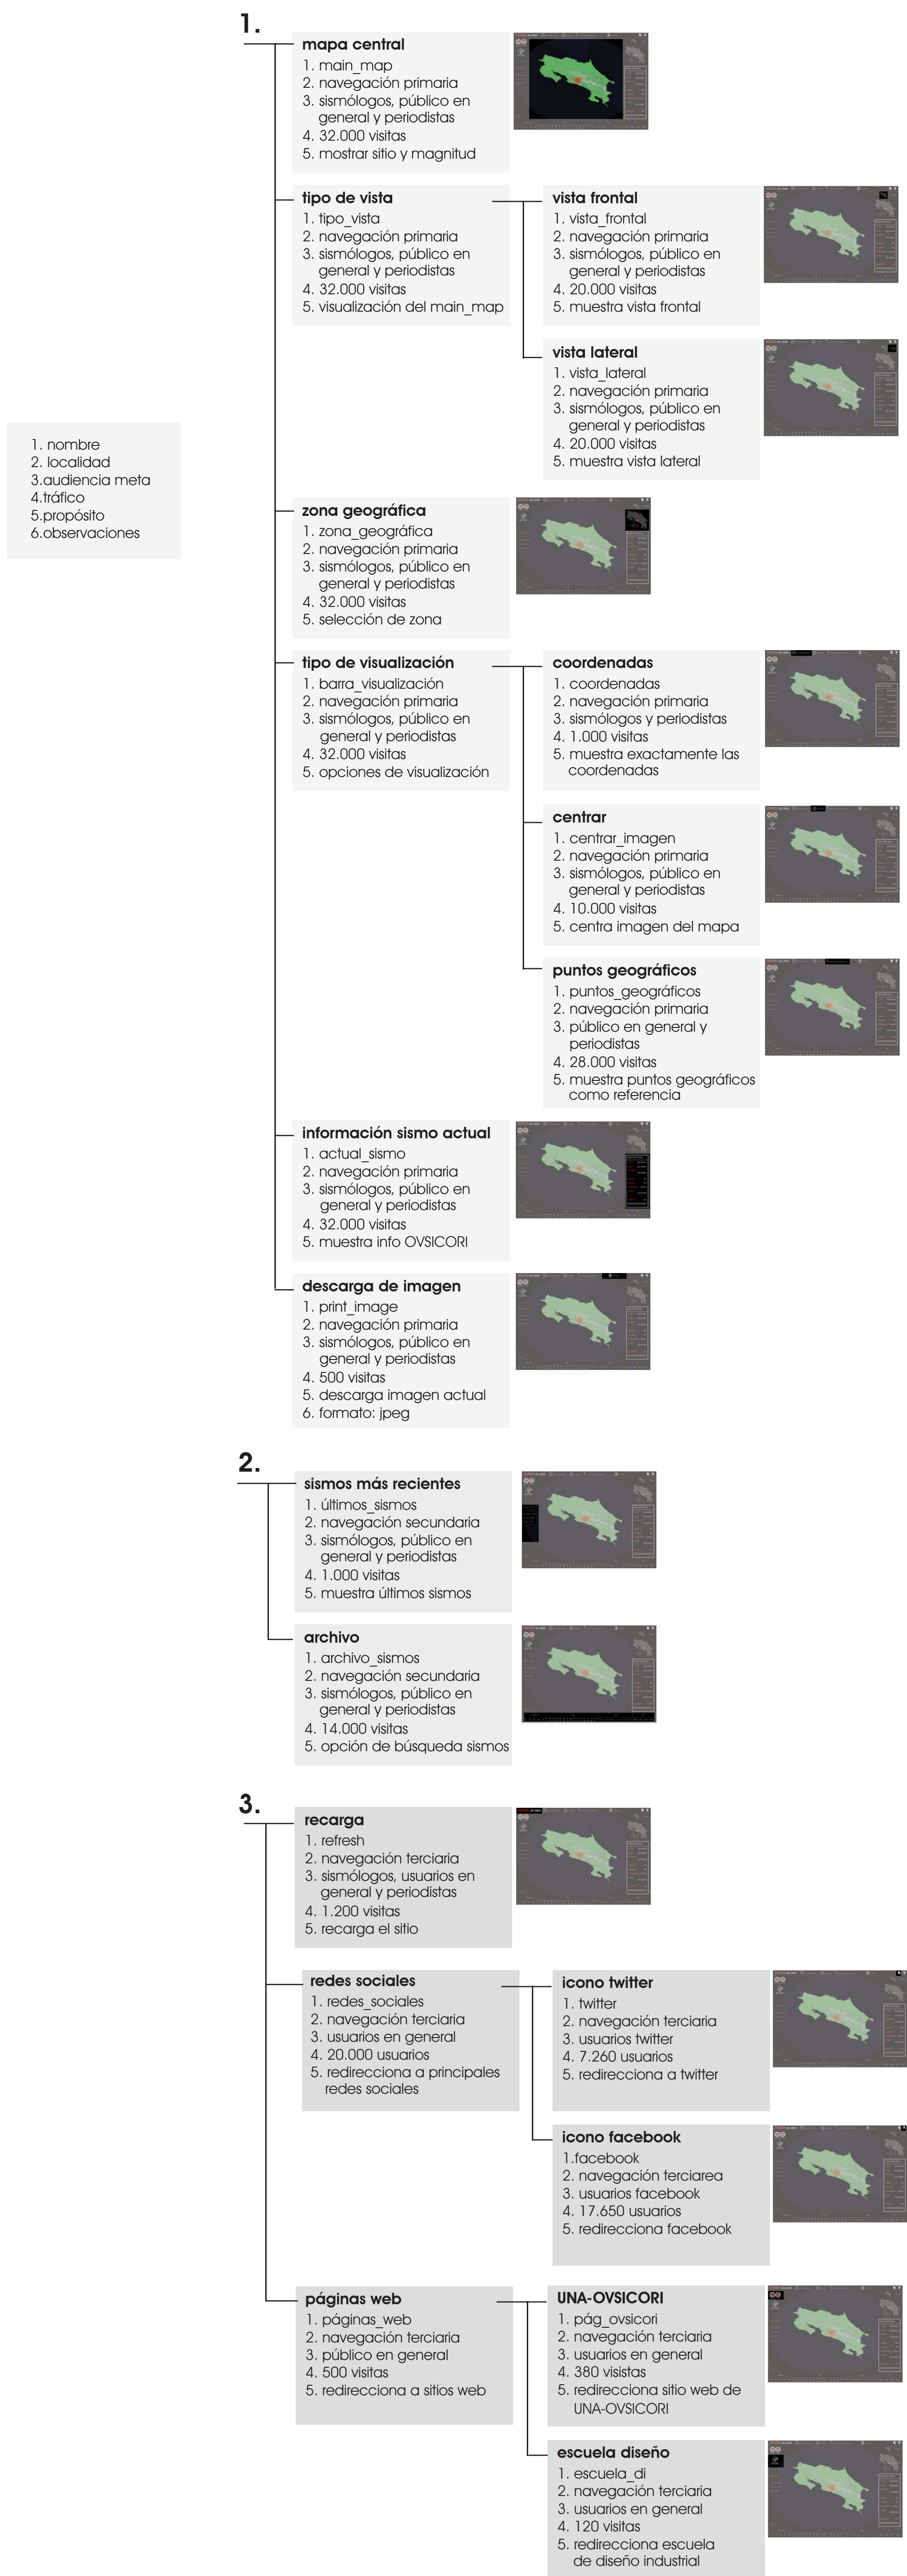 1.
mapa central
1. main_map
2. navegación primaria
3. sismólogos, público en
general y periodistas
4. 32.000 visitas
5. mostrar sitio y magnitud
tipo de vista
1. tipo_vista
2. navegación primaria
3. sismólogos, público en
general y periodistas
4. 32.000 visitas
5. visualización del main_map
vista frontal
1. vista_frontal
2. navegación primaria
3. sismólogos, público en
general y periodistas
4. 20.000 visitas
5. muestra vista frontal
vista lateral
1. vista_lateral
2. navegación primaria
3. sismólogos, público en
general y periodistas
4. 20.000 visitas
5. muestra vista lateral
1. nombre
2. localidad
3.audiencia meta
4.tráfico
5.propósito
6.observaciones
zona geográfica
1. zona_geográfica
2. navegación primaria
3. sismólogos, público en
general y periodistas
4. 32.000 visitas
5. selección de zona
tipo de visualización
1. barra_visualización
2. navegación primaria
3. sismólogos, público en
general y periodistas
4. 32.000 visitas
5. opciones de visualización
coordenadas
1. coordenadas
2. navegación primaria
3. sismólogos y periodistas
4. 1.000 visitas
5. muestra exactamente las
coordenadas
centrar
1. centrar_imagen
2. navegación primaria
3. sismólogos, público en
general y periodistas
4. 10.000 visitas
5. centra imagen del mapa
puntos geográficos
1. puntos_geográficos
2. navegación primaria
3. público en general y
periodistas
4. 28.000 visitas
5. muestra puntos geográficos
como referencia
información sismo actual
1. actual_sismo
2. navegación primaria
3. sismólogos, público en
general y periodistas
4. 32.000 visitas
5. muestra info OVSICORI
descarga de imagen
1. print_image
2. navegación primaria
3. sismólogos, público en
general y periodistas
4. 500 visitas
5. descarga imagen actual
6. formato: jpeg
2.
sismos más recientes
1. últimos_sismos
2. navegación secundaria
3. sismólogos, público en
general y periodistas
4. 1.000 visitas
5. muestra últimos sismos
archivo
1. archivo_sismos
2. navegación secundaria
3. sismólogos, público en
general y periodistas
4. 14.000 visitas
5. opción de búsqueda sismos
3.
recarga
1. refresh
2. navegación terciaria
3. sismólogos, usuarios en
general y periodistas
4. 1.200 visitas
5. recarga el sitio
redes sociales
1. redes_sociales
2. navegación terciaria
3. usuarios en general
4. 20.000 usuarios
5. redirecciona a principales
redes sociales
icono twitter
1. twitter
2. navegación terciaria
3. usuarios twitter
4. 7.260 usuarios
5. redirecciona a twitter
icono facebook
1.facebook
2. navegación terciarea
3. usuarios facebook
4. 17.650 usuarios
5. redirecciona facebook
páginas web
1. páginas_web
2. navegación terciaria
3. público en general
4. 500 visitas
5. redirecciona a sitios web
UNA-OVSICORI
1. pág_ovsicori
2. navegación terciaria
3. usuarios en general
4. 380 visistas
5. redirecciona sitio web de
UNA-OVSICORI
escuela diseño
1. escuela_di
2. navegación terciaria
3. usuarios en general
4. 120 visitas
5. redirecciona escuela
de diseño industrial